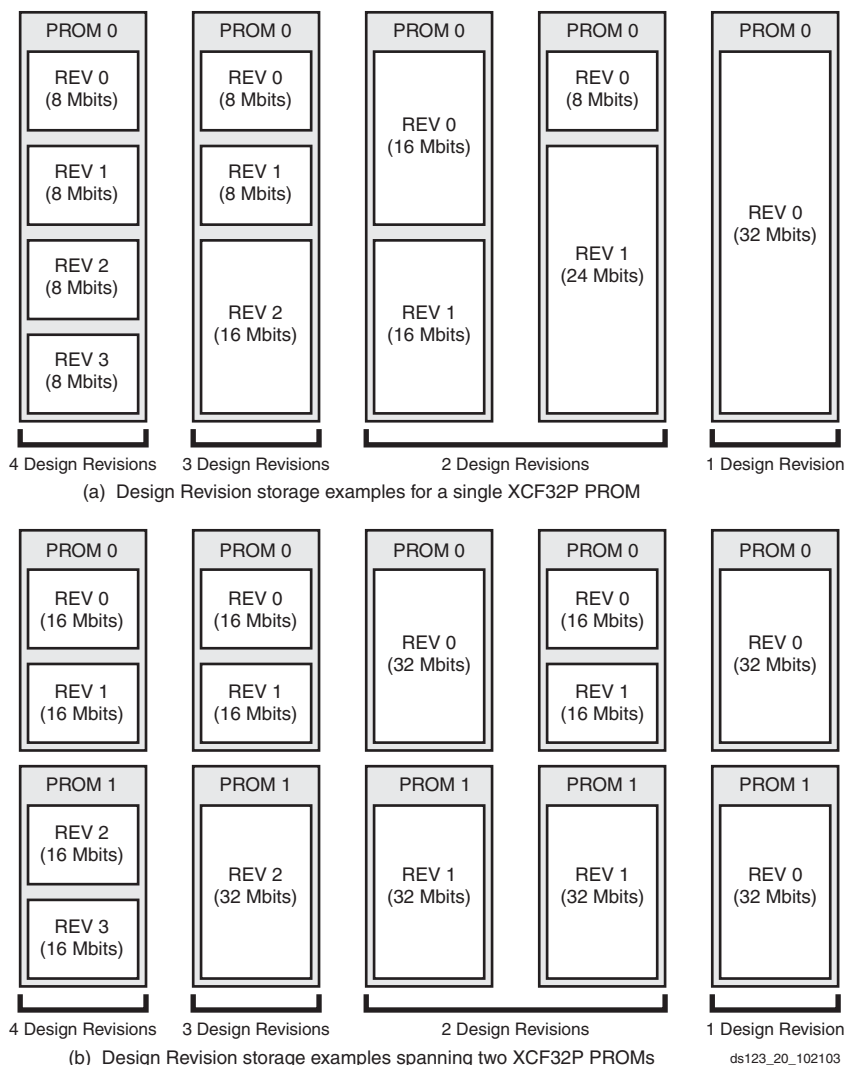 PROM 0
REV 0
(8 Mbits)
REV 1
(8 Mbits)
REV 2
(8 Mbits)
REV 3
(8 Mbits)
PROM 0
REV 0
(8 Mbits)
REV 1
(8 Mbits)
REV 2
(16 Mbits)
PROM 0
REV 0
(16 Mbits)
REV 1
(16 Mbits)
PROM 0
REV 0
(8 Mbits)
REV 1
(24 Mbits)
PROM 0
REV 0
(32 Mbits)
4 Design Revisions
3 Design Revisions
2 Design Revisions
1 Design Revision
(a) Design Revision storage examples for a single XCF32P PROM
PROM 0
REV 0
(16 Mbits)
REV 1
(16 Mbits)
PROM 0
REV 0
(16 Mbits)
REV 1
(16 Mbits)
PROM 0
REV 0
(32 Mbits)
PROM 0
REV 0
(16 Mbits)
REV 1
(16 Mbits)
PROM 0
REV 0
(32 Mbits)
PROM 1
REV 2
(16 Mbits)
REV 3
(16 Mbits)
PROM 1
REV 2
(32 Mbits)
PROM 1
REV 1
(32 Mbits)
PROM 1
REV 1
(32 Mbits)
PROM 1
REV 0
(32 Mbits)
4 Design Revisions
3 Design Revisions
2 Design Revisions
1 Design Revision
(b) Design Revision storage examples spanning two XCF32P PROMs
ds123_20_102103